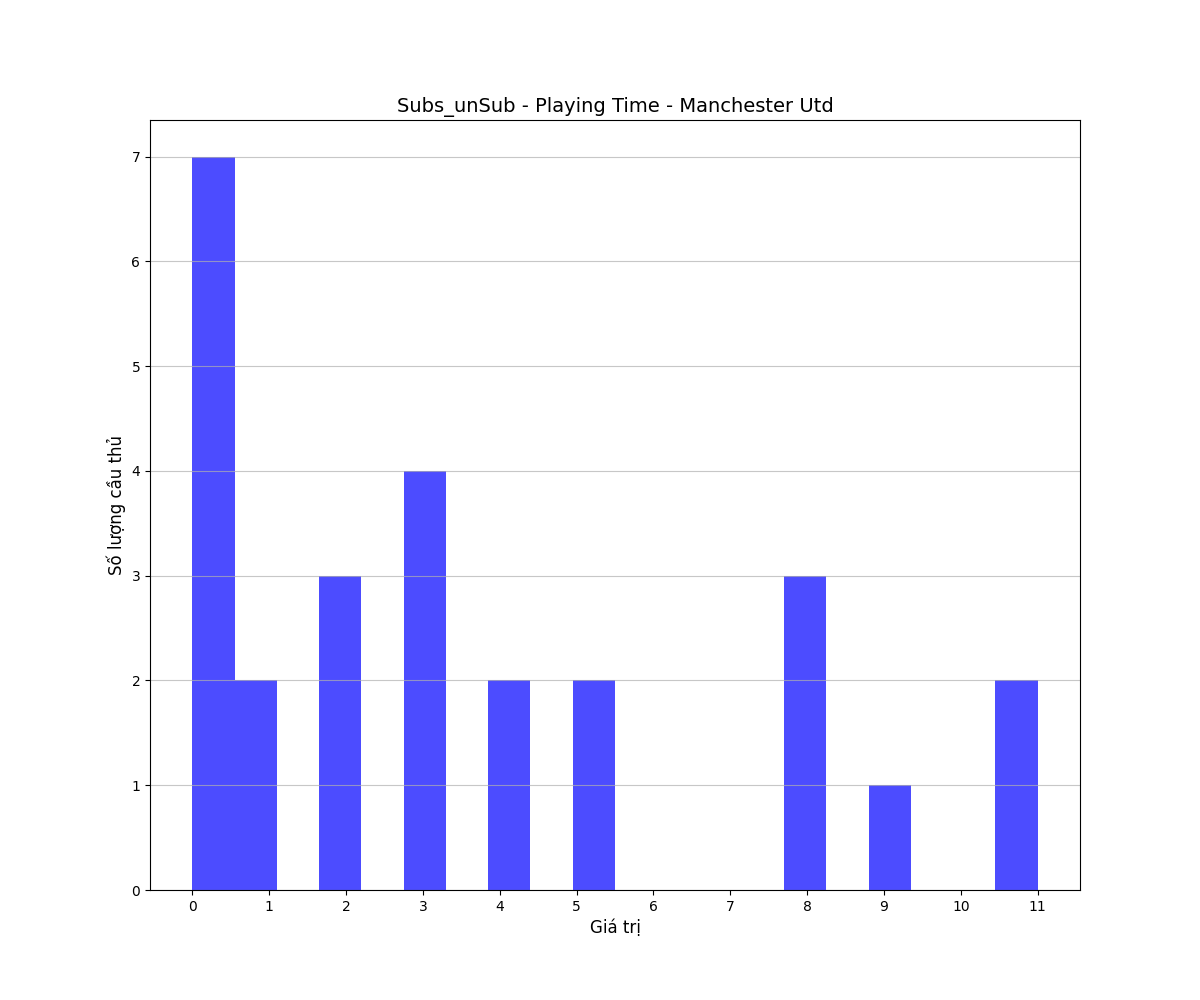 Subs_unSub - Playing Time - Manchester Utd
7
6
5
4
3
2
1
0
Số lượng cầu thủ
0 1 2 3 4 5 6 7 8 9 10 11
Giá trị